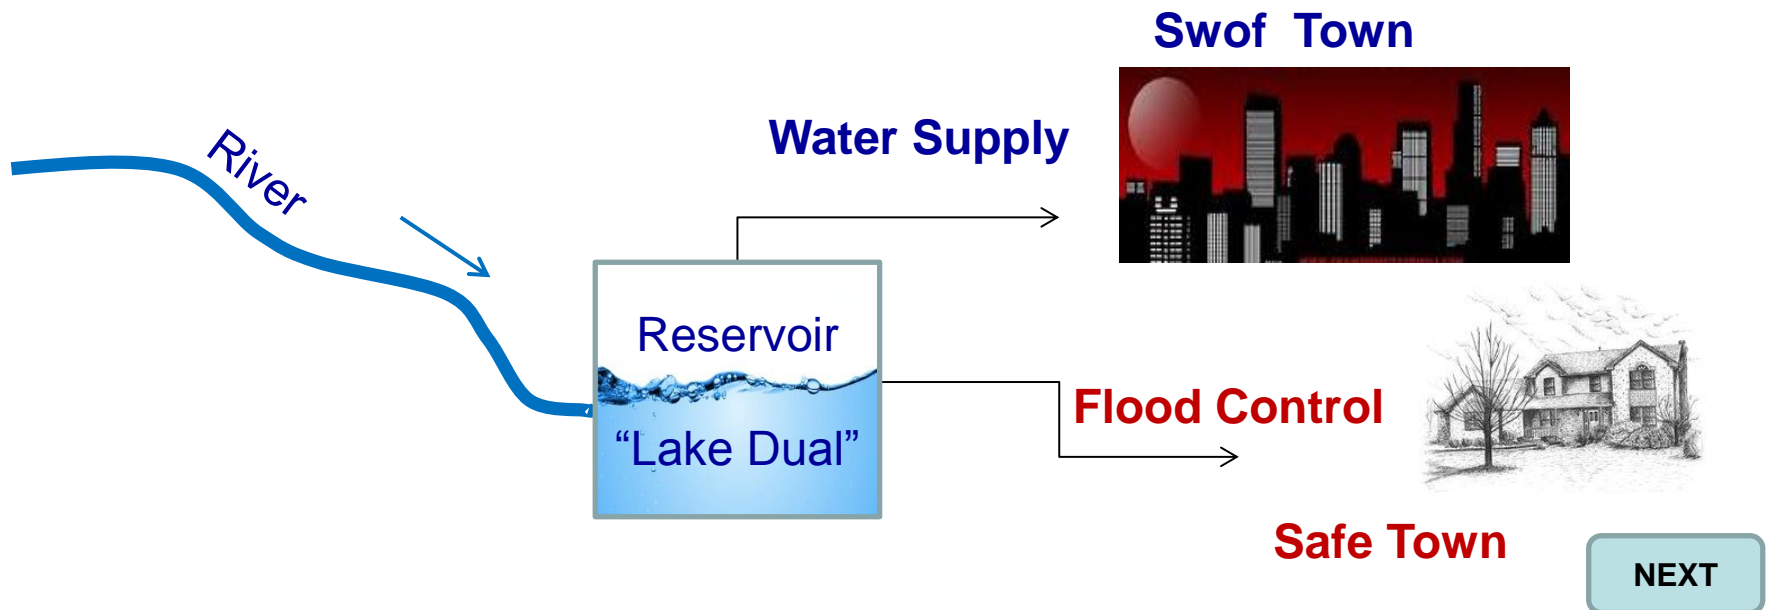 Swof Town
Water Supply
River
Reservoir
“Lake Dual”
Flood Control
Safe Town
NEXT